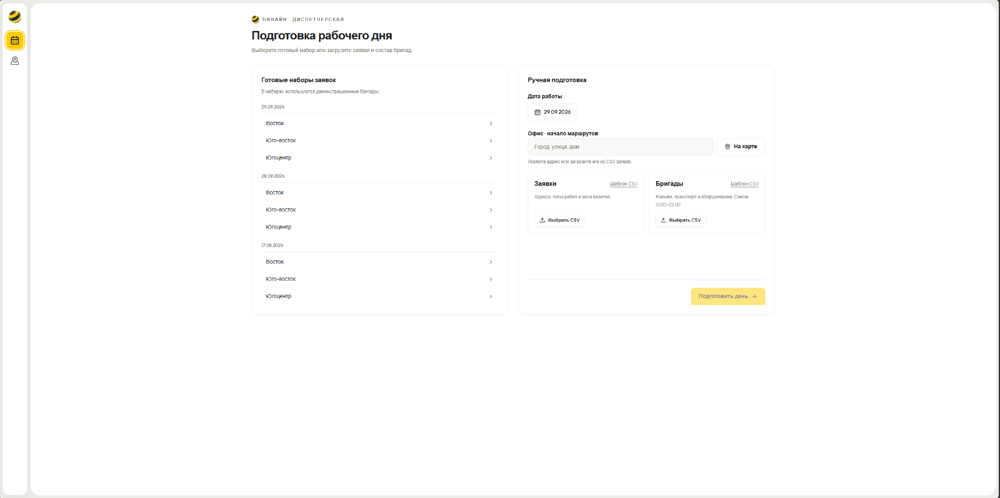 БИЛАЙН · ДИСПЕТЧЕРСКАЯ
Подготовка рабочего дня
Выберите готовый набор или загрузите заявки и состав бригад.
Готовые наборы заявок
В наборах используются демонстрационные бригады.
29.09.2026
Восток
Юго-восток
Югоцентр
28.09.2026
Восток
Юго-восток
Югоцентр
17.08.2026
Восток
Юго-восток
Югоцентр
Ручная подготовка
Дата работы
29.09.2026
Офис · начало маршрутов
Город, улица, дом
На карте
Укажите адрес или загрузите его из CSV заявок.
Заявки
Шаблон CSV
Адреса, типы работ и окна визитов.
Выбрать CSV
Бригады
Шаблон CSV
Навыки, транспорт и оборудование. Смена
10:00–22:00.
Выбрать CSV
Подготовить день